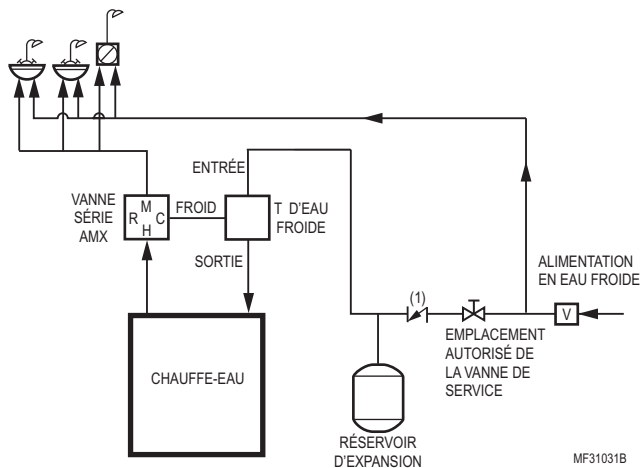 ENTRÉE
VANNE
SÉRIE
AMX
M
R C
H
FROID
T D'EAU
FROIDE
SORTIE
ALIMENTATION
EN EAU FROIDE
(1)
V
EMPLACEMENT
AUTORISÉ DE
LA VANNE DE
SERVICE
CHAUFFE-EAU
RÉSERVOIR
D'EXPANSION
MF31031B